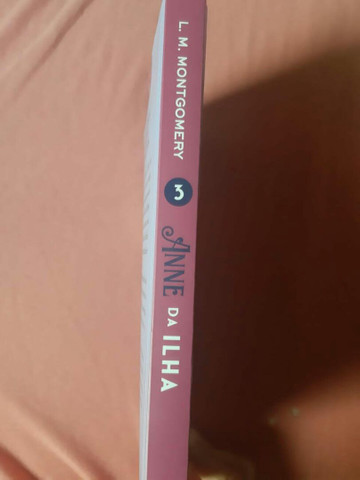 L. M. MONTGOMERY
3
ANNE DA ILHA